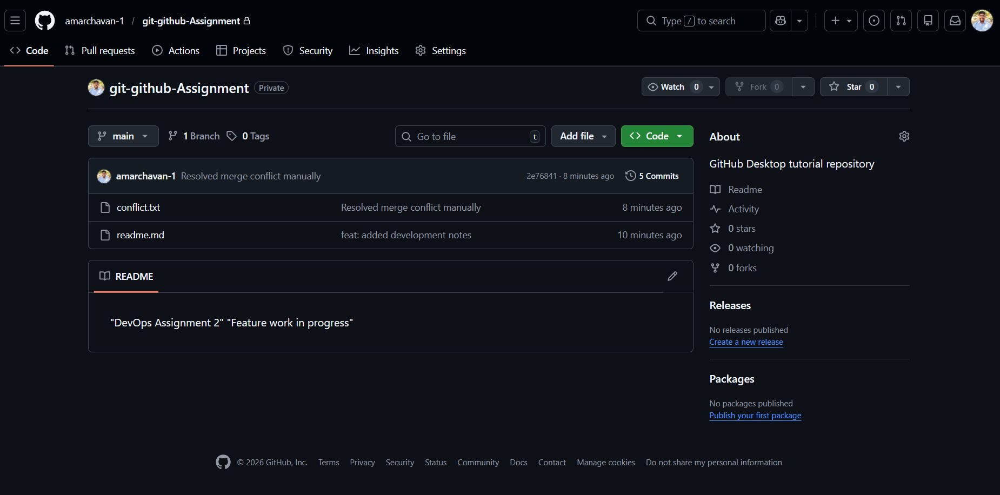 amarchavan-1 / git-github-Assignment
Type / to search
Code Pull requests Actions Projects Security Insights Settings
git-github-Assignment Private
Watch 0 Fork 0 Star 0
main 1 Branch 0 Tags
Go to file t Add file Code
amarchavan-1 Resolved merge conflict manually 2e76841 · 8 minutes ago 5 Commits
conflict.txt Resolved merge conflict manually 8 minutes ago
readme.md feat: added development notes 10 minutes ago
README
"DevOps Assignment 2" "Feature work in progress"
About
GitHub Desktop tutorial repository
Readme
Activity
0 stars
0 watching
0 forks
Releases
No releases published
Create a new release
Packages
No packages published
Publish your first package
© 2026 GitHub, Inc. Terms Privacy Security Status Community Docs Contact Manage cookies Do not share my personal information